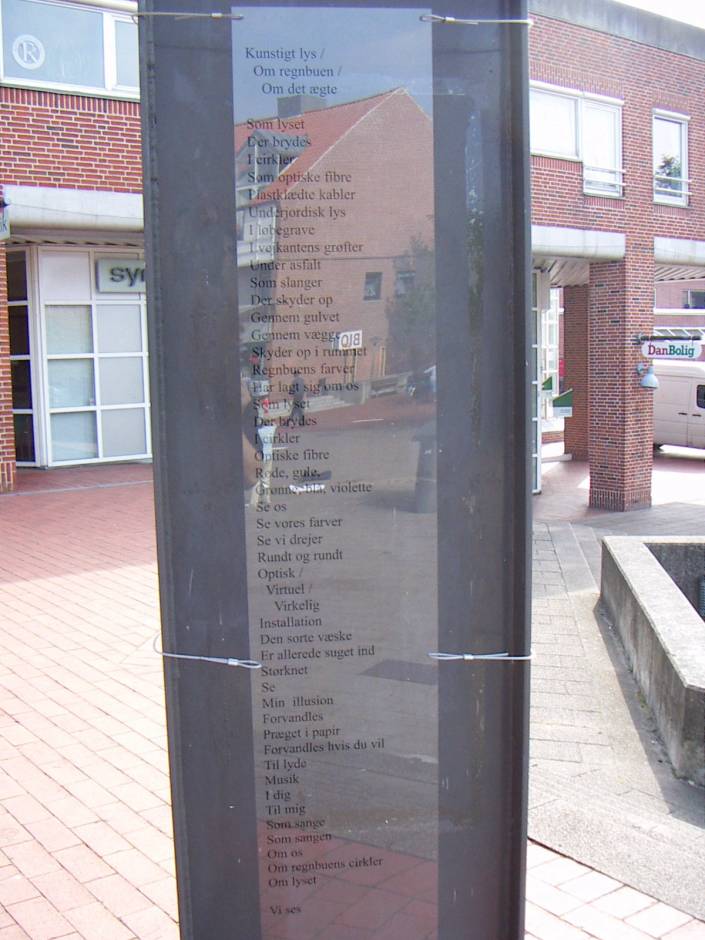 R
syn
DanBolig
Kunstigt lys /
Om regnbuen /
Om det ægte
Som lyset
Der brydes
I cirkler
Som optiske fibre
Plastklædte kabler
Underjordisk lys
I løbegrave
I vejkantens grøfter
Under asfalt
Som slanger
Der skyder op
Gennem gulvet
Gennem vægge
Skyder op i rummet
Regnbuens farver
Har lagt sig om os
Som lyset
Der brydes
I cirkler
Optiske fibre
Røde, gule,
Grønne, blå, violette
Se os
Se vores farver
Se vi drejer
Rundt og rundt
Optisk /
Virtuel /
Virkelig
Installation
Den sorte væske
Er allerede suget ind
Størknet
Se
Min illusion
Forvandles
Præget i papir
Forvandles hvis du vil
Til lyde
Musik
I dig
Til mig
Som sange
Som sangen
Om os
Om regnbuens cirkler
Om lyset
Vi ses